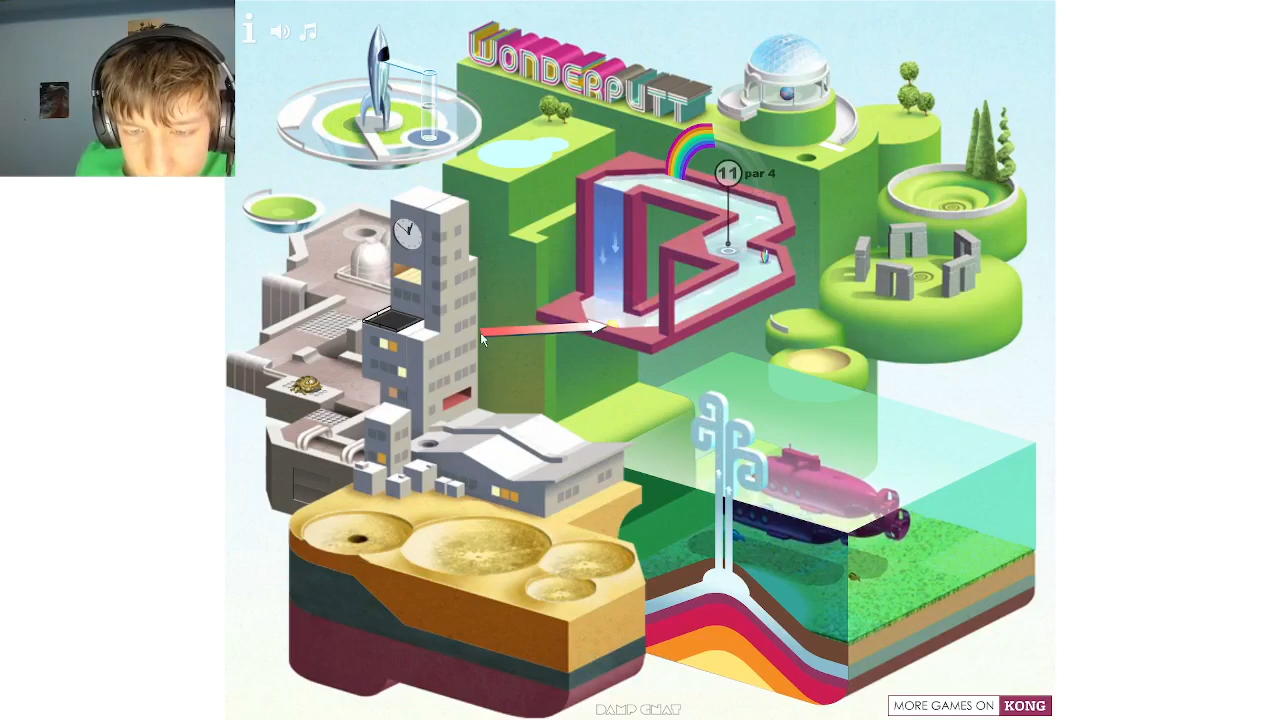 i
WONDERPUTT
11 par 4
DAMP GNAT
MORE GAMES ON KONG